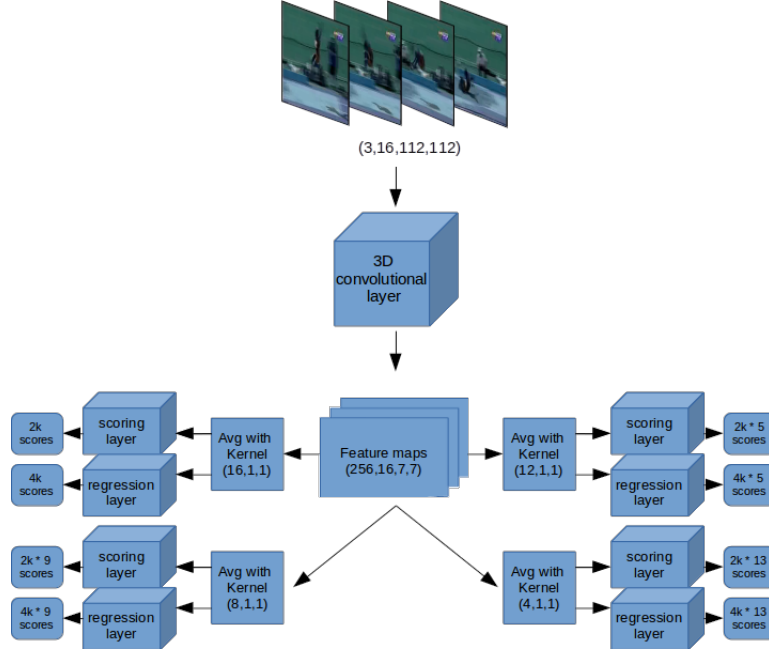 (3,16,112,112)
3D
convolutional
layer
2k
scores
scoring
layer
4k
scores
regression
layer
Avg with
Kernel
(16,1,1)
Feature maps
(256,16,7,7)
Avg with
Kernel
(12,1,1)
scoring
layer
2k * 5
scores
regression
layer
4k * 5
scores
2k * 9
scores
scoring
layer
4k * 9
scores
regression
layer
Avg with
Kernel
(8,1,1)
Avg with
Kernel
(4,1,1)
scoring
layer
2k * 13
scores
regression
layer
4k * 13
scores